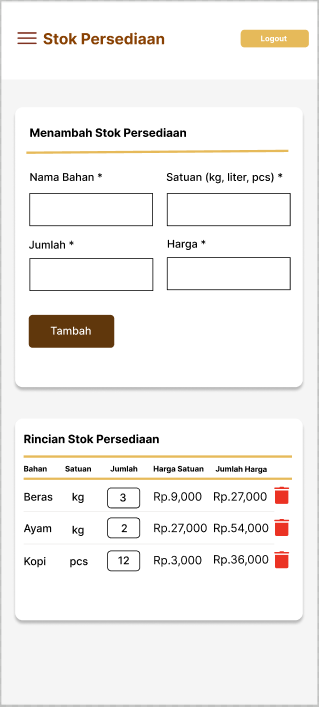 Stok Persediaan Logout
Menambah Stok Persediaan
Nama Bahan * Satuan (kg, liter, pcs) *
Jumlah * Harga *
Tambah
Rincian Stok Persediaan
Bahan Satuan Jumlah Harga Satuan Jumlah Harga
Beras kg 3 Rp.9,000 Rp.27,000
Ayam kg 2 Rp.27,000 Rp.54,000
Kopi pcs 12 Rp.3,000 Rp.36,000